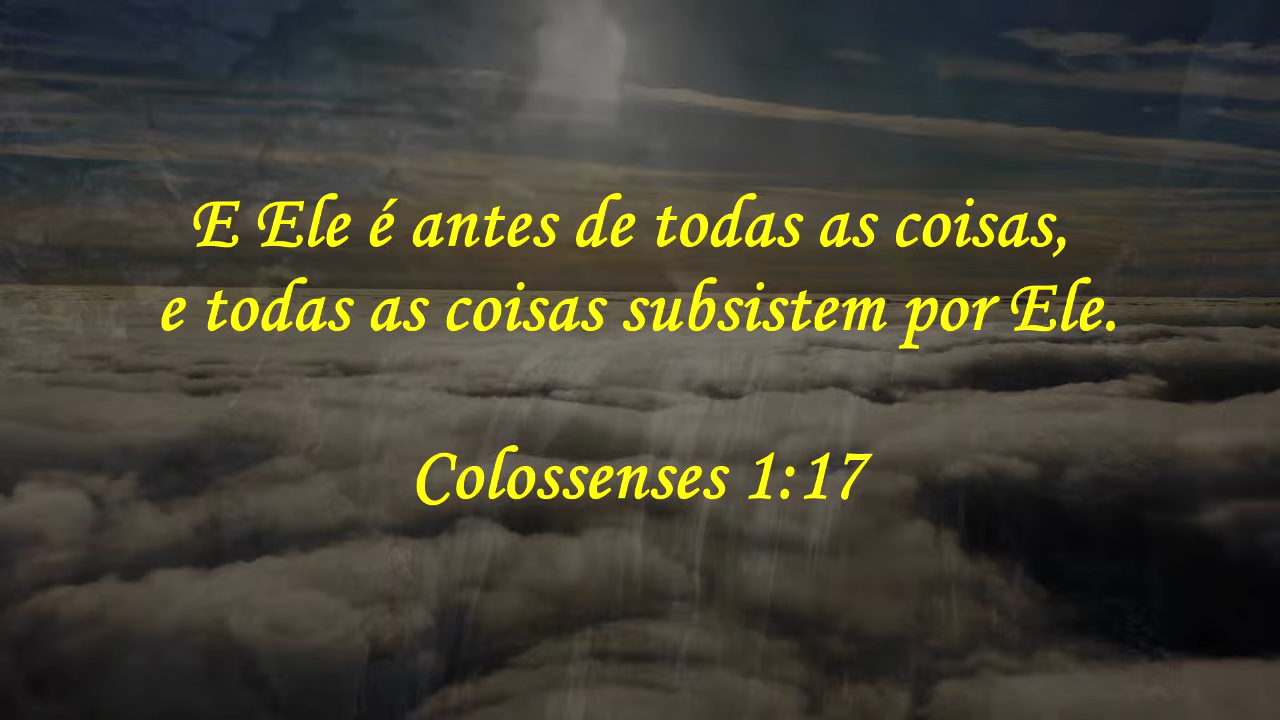 E Ele é antes de todas as coisas,
e todas as coisas subsistem por Ele.
Colossenses 1:17